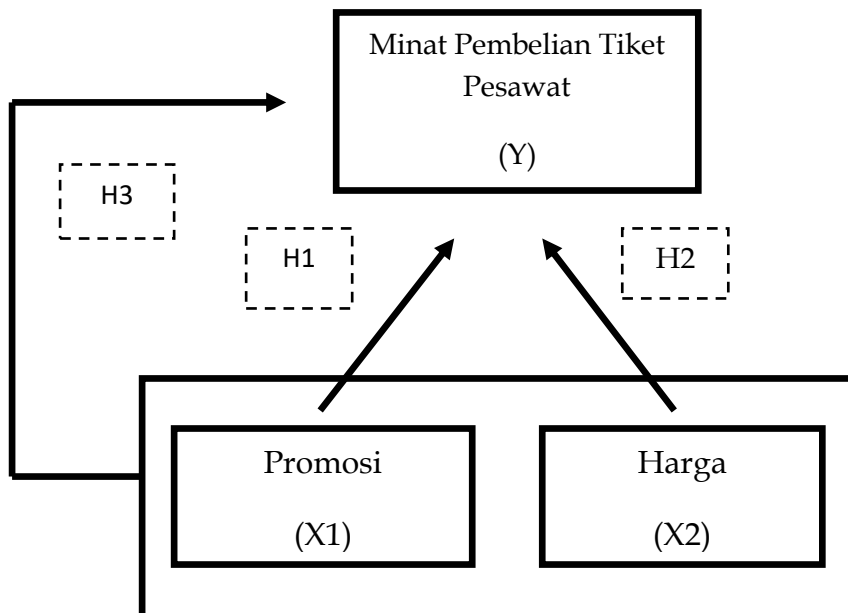 Minat Pembelian Tiket
Pesawat
(Y)
H3
H1
H2
Promosi
(X1)
Harga
(X2)